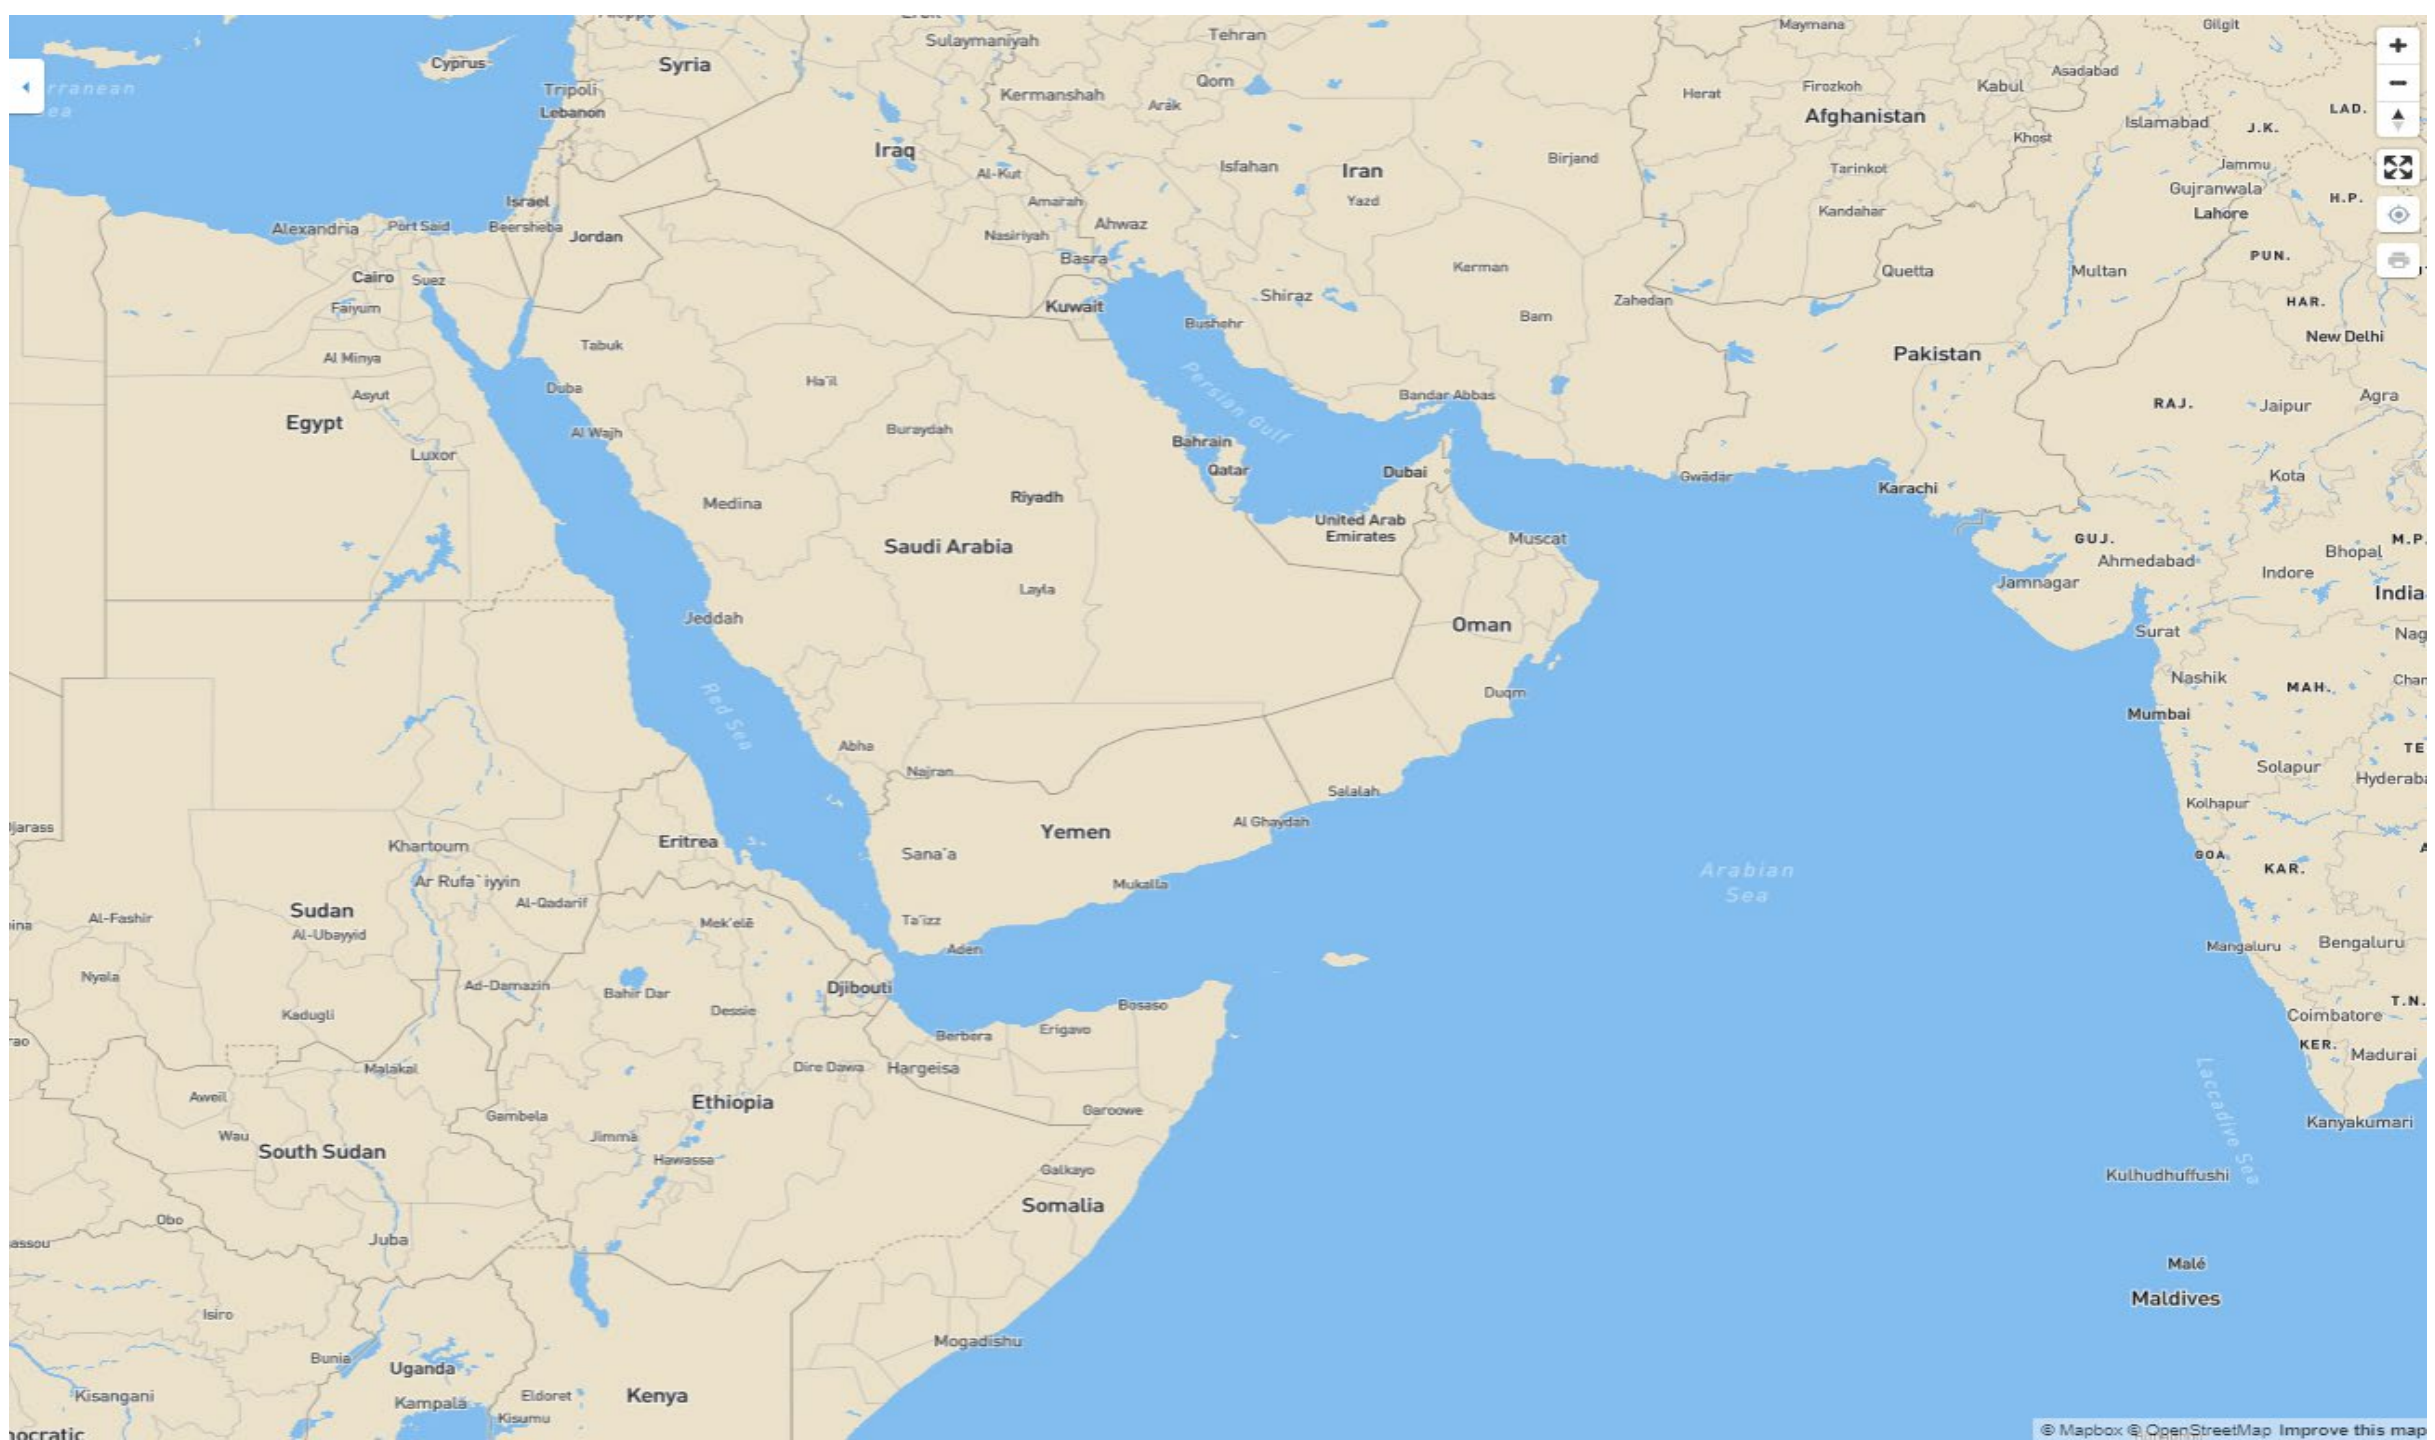 Cyprus
Syria
Sulaymaniyah
Tehran
Maymana
Gilgit
rranean
ea
Tripoli
Lebanon
Kermanshah
Qom
Arak
Herat
Firozkoh
Kabul
Asadabad
Afghanistan
Islamabad
LAD.
J.K.
Khost
Iraq
Al-Kut
Isfahan
Iran
Birjand
Tarinkot
Jammu
Gujranwala
H.P.
Israel
Amarah
Yazd
Kandahar
Lahore
Alexandria
Port Said
Beersheba
Jordan
Nasiriyah
Ahwaz
Basra
PUN.
Cairo
Suez
Kerman
Quetta
Multan
Faiyum
Kuwait
Shiraz
Zahedan
HAR.
Bushehr
Bam
New Delhi
Al Minya
Tabuk
Pakistan
Duba
Ha'il
Persian Gulf
Bandar Abbas
Asyut
RAJ.
Jaipur
Agra
Egypt
Al Wajh
Buraydah
Bahrain
Luxor
Qatar
Dubai
Gwādar
Karachi
Kota
Medina
Riyadh
United Arab
Emirates
Muscat
Saudi Arabia
GUJ.
M.P.
Bhopal
Ahmedabad
Indore
Jamnagar
Layla
India
Jeddah
Oman
Surat
Nag
Nashik
MAH.
Char
Red Sea
Duqm
Mumbai
Abha
TE
Najran
Solapur
Hyderaba
Salalah
Kolhapur
Djarass
Al Ghaydah
Yemen
Khartoum
Eritrea
Sana'a
GOA
KAR.
Arabian
Sea
Ar Rufa`iyyin
Mukalla
Al-Qadarif
Sudan
Al-Fashir
Al-Ubayyid
Mek'elē
Ta'izz
Aden
Mangaluru
Bengaluru
ina
Nyala
Ad-Damazin
Bahir Dar
Djibouti
Dessie
Bosaso
T.N.
Kadugli
Berbera
Erigavo
Coimbatore
rao
KER.
Madurai
Malakal
Dire Dawa
Hargeisa
Aweil
Ethiopia
Laccadive Sea
Gambela
Garoowe
Kanyakumari
Wau
Jimma
South Sudan
Hawassa
Galkayo
Kulhudhuffushi
Somalia
Obo
Juba
assou
Malé
Maldives
Isiro
Mogadishu
Bunia
Uganda
Kisangani
Kampala
Eldoret
Kenya
Kisumu
nocratic
© Mapbox © OpenStreetMap Improve this map